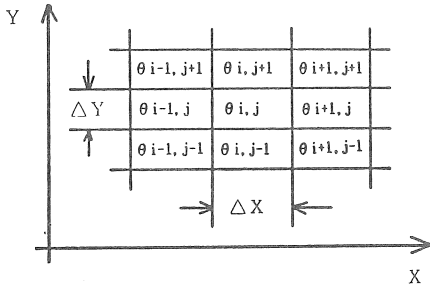 Y
θ i-1, j+1 θ i, j+1 θ i+1, j+1
△Y θ i-1, j θ i, j θ i+1, j
θ i-1, j-1 θ i, j-1 θ i+1, j-1
△X
X